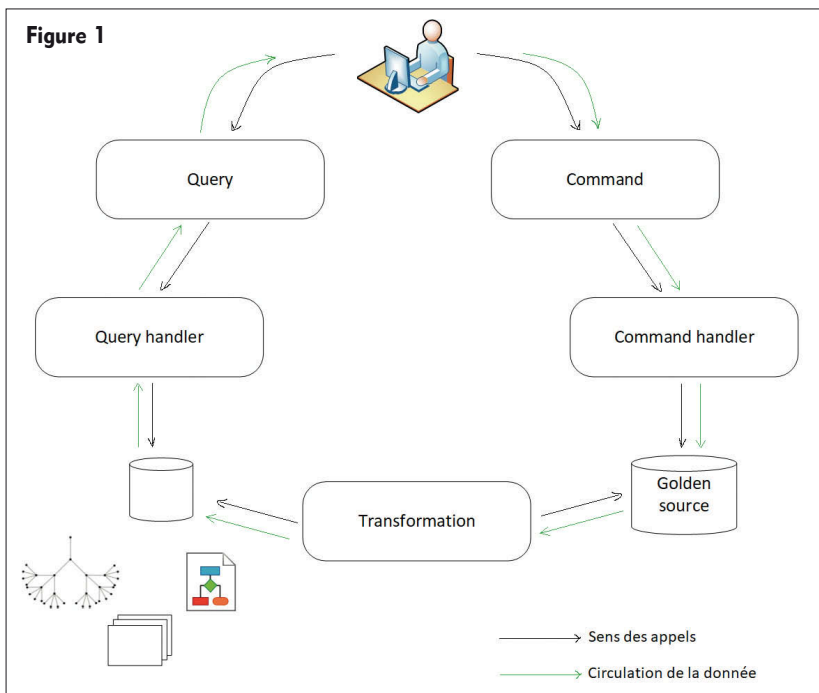 Figure 1
Query
Command
Query handler
Command handler
Golden
source
Transformation
Sens des appels
Circulation de la donnée